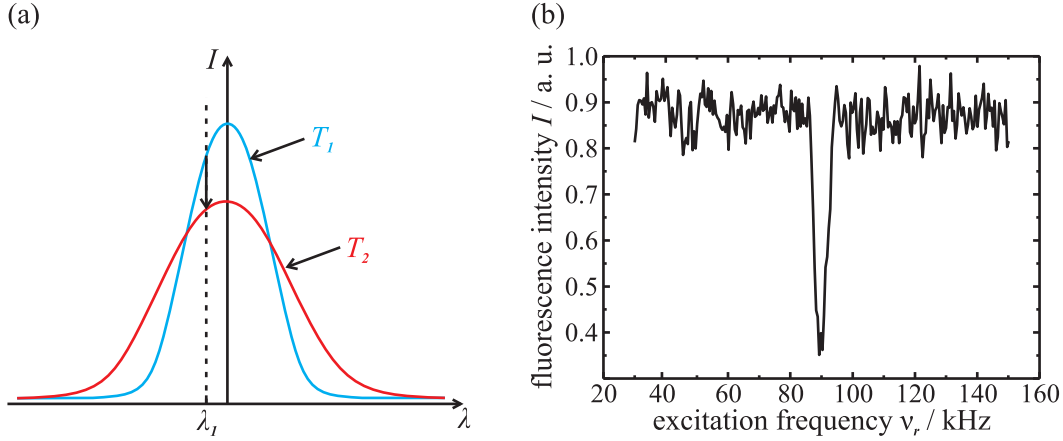 (a)
I
T1
T2
λ1
λ
(b)
fluorescence intensity I / a. u.
1.0
0.9
0.8
0.7
0.6
0.5
0.4
20 40 60 80 100 120 140 160
excitation frequency νr / kHz